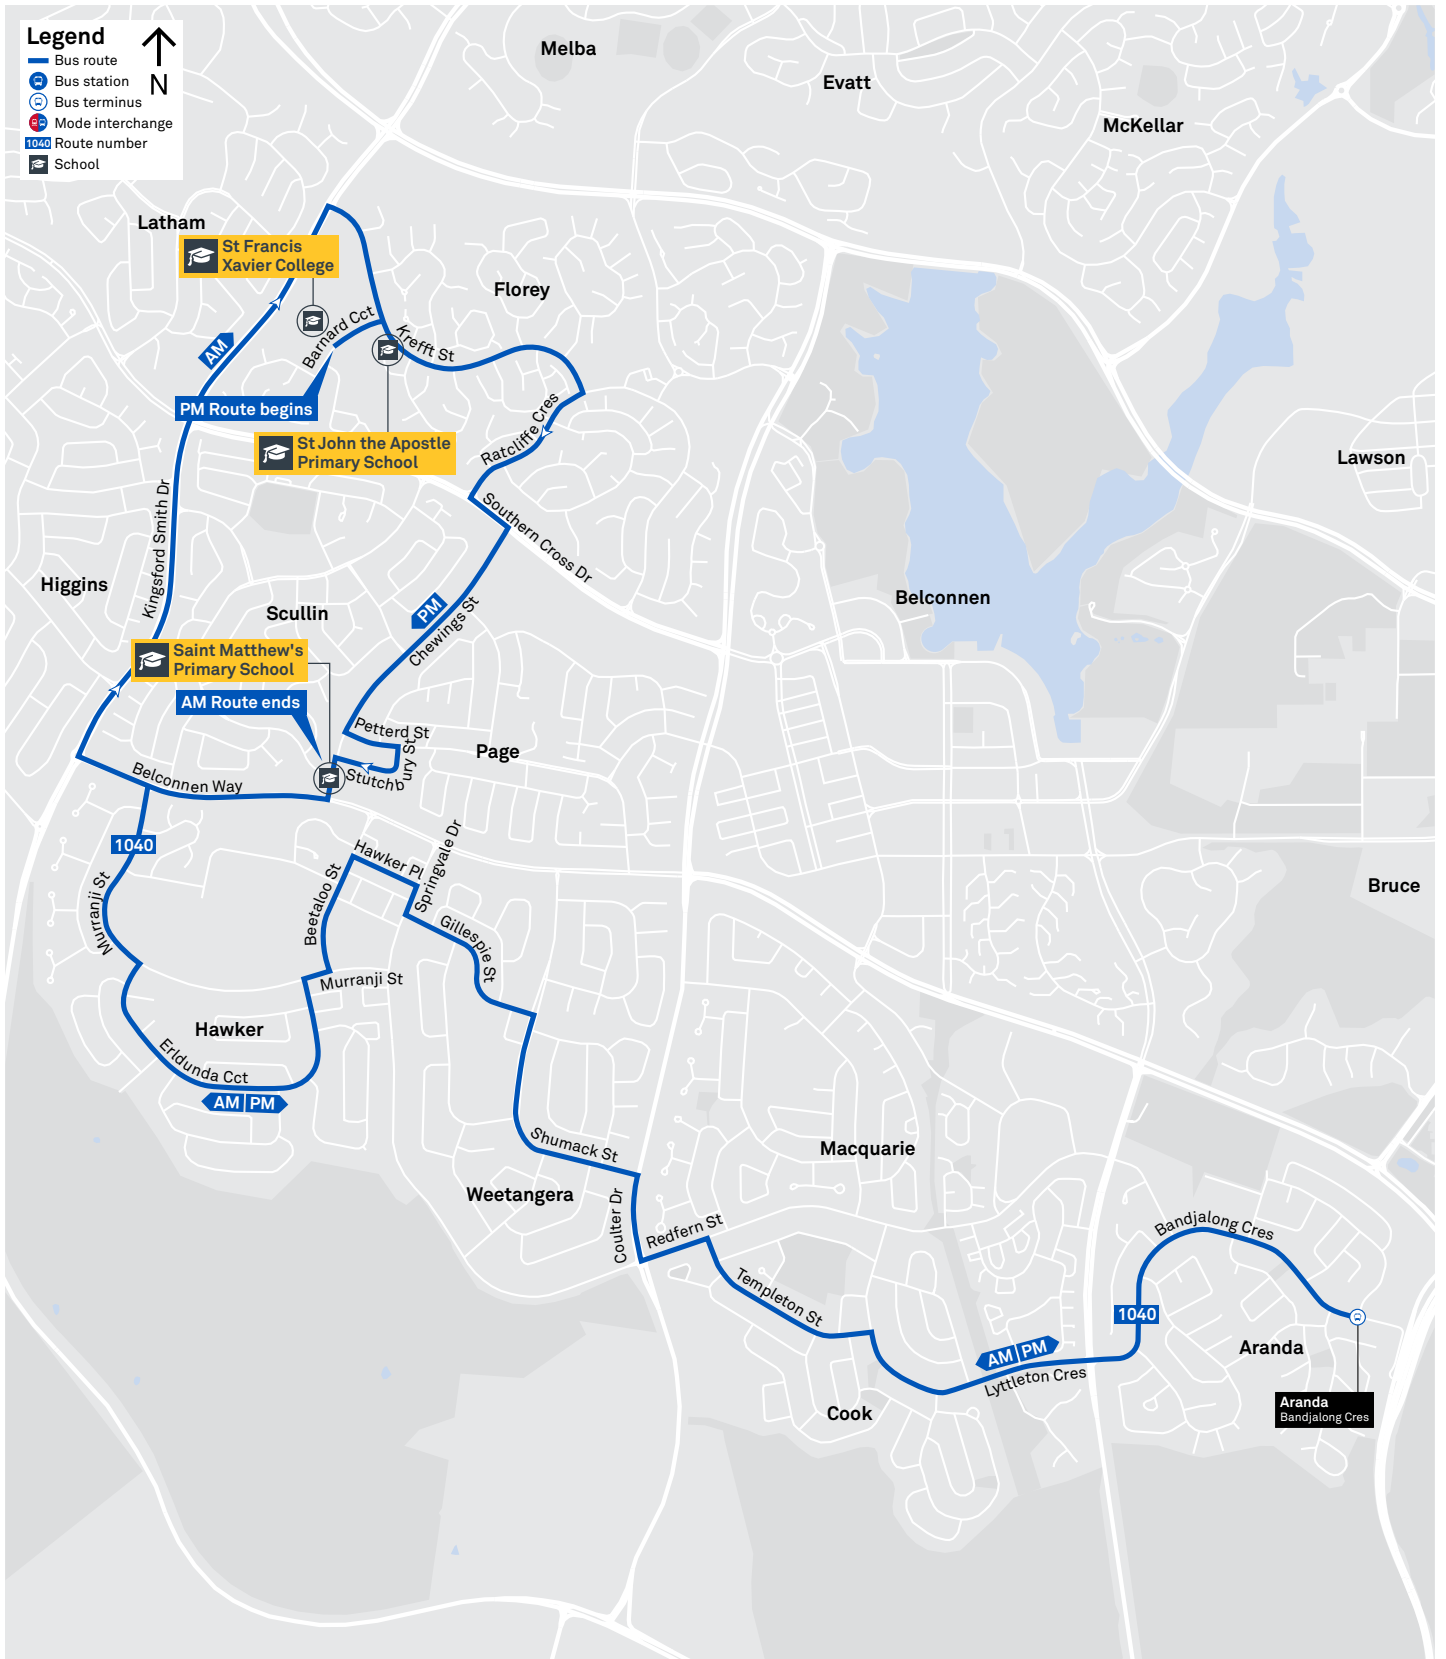 Legend
N
Bus route
Bus station
Bus terminus
Mode interchange
1040 Route number
School
Melba
Evatt
McKellar
Latham
St Francis
Xavier College
Florey
Barnard Cct
Krefft St
AM
PM Route begins
Ratcliffe Cres
St John the Apostle
Primary School
Lawson
Southern Cross Dr
Kingsford Smith Dr
Higgins
Scullin
PM
Chewings St
Belconnen
Saint Matthew's
Primary School
AM Route ends
Petterd St
Stutchbury St
Page
Belconnen Way
1040
Hawker Pl
Springvale Dr
Beetaloo St
Murranji St
Gillespie St
Bruce
Murranji St
Hawker
Erldunda Cct
AM PM
Shumack St
Macquarie
Weetangera
Coulter Dr
Redfern St
Bandjalong Cres
Templeton St
1040
AM PM
Lyttleton Cres
Aranda
Cook
Aranda
Bandjalong Cres